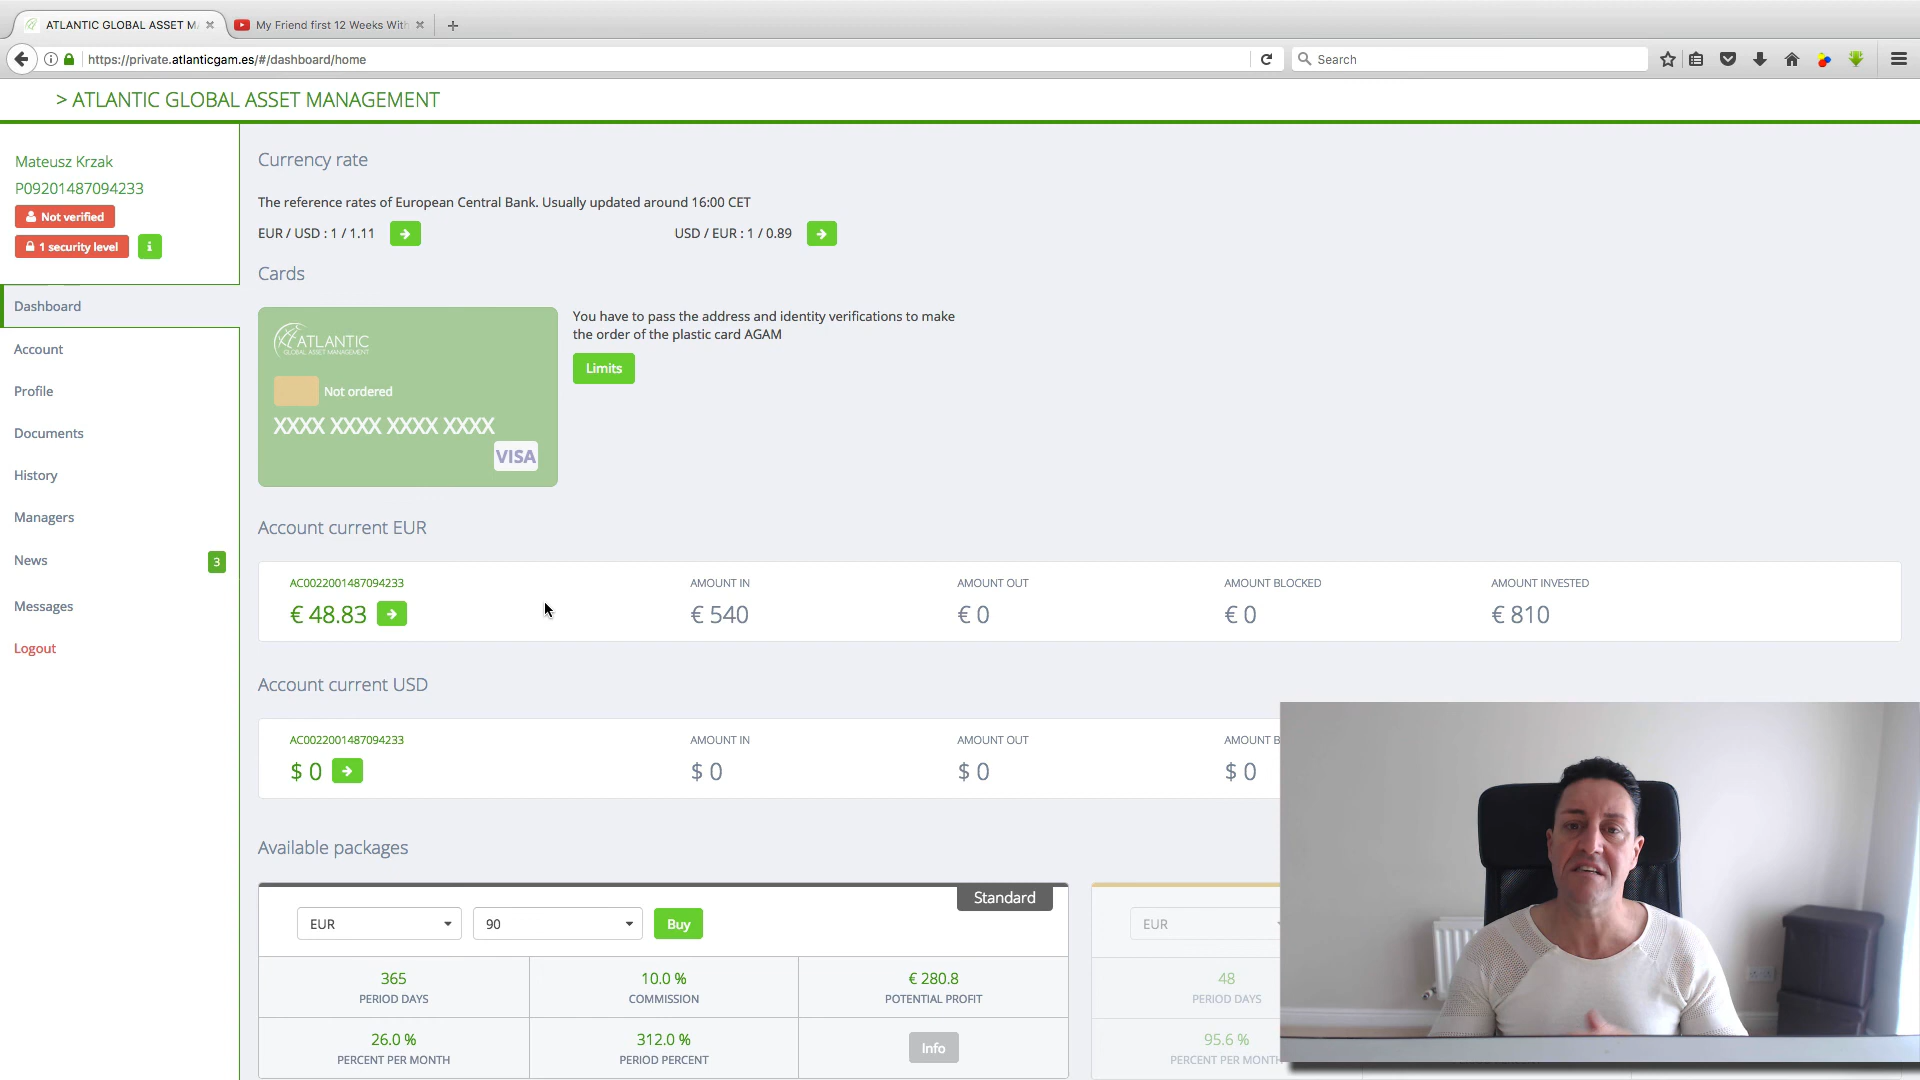 ATLANTIC GLOBAL ASSET M
My Friend first 12 Weeks With
https://private.atlanticgam.es/#/dashboard/home
Search
> ATLANTIC GLOBAL ASSET MANAGEMENT
Mateusz Krzak
P09201487094233
Not verified
1 security level
i
Dashboard
Account
Profile
Documents
History
Managers
News
3
Messages
Logout
Currency rate
The reference rates of European Central Bank. Usually updated around 16:00 CET
EUR / USD : 1 / 1.11
USD / EUR : 1 / 0.89
Cards
ATLANTIC
GLOBAL ASSET MANAGEMENT
Not ordered
XXXX XXXX XXXX XXXX
VISA
You have to pass the address and identity verifications to make
the order of the plastic card AGAM
Limits
Account current EUR
AC0022001487094233
AMOUNT IN
AMOUNT OUT
AMOUNT BLOCKED
AMOUNT INVESTED
€ 48.83
€ 540
€ 0
€ 0
€ 810
Account current USD
AC0022001487094233
AMOUNT IN
AMOUNT OUT
AMOUNT B
$ 0
$ 0
$ 0
$ 0
Available packages
Standard
EUR
90
Buy
365
PERIOD DAYS
10.0 %
COMMISSION
€ 280.8
POTENTIAL PROFIT
26.0 %
PERCENT PER MONTH
312.0 %
PERIOD PERCENT
Info
EUR
48
PERIOD DAYS
95.6 %
PERCENT PER MONTH